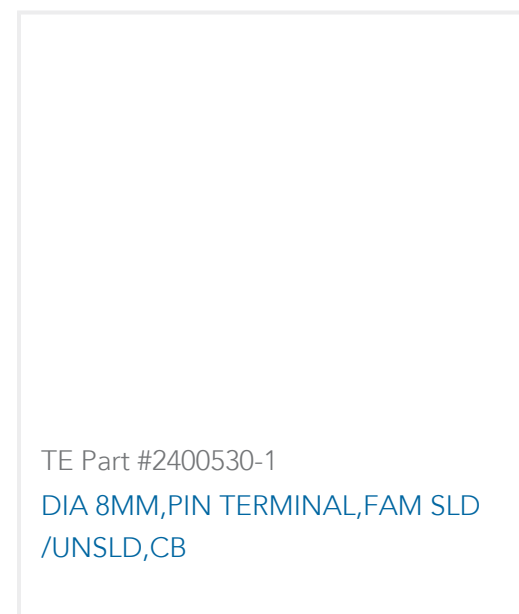 TE Part #2400530-1
DIA 8MM,PIN TERMINAL,FAM SLD
/UNSLD,CB